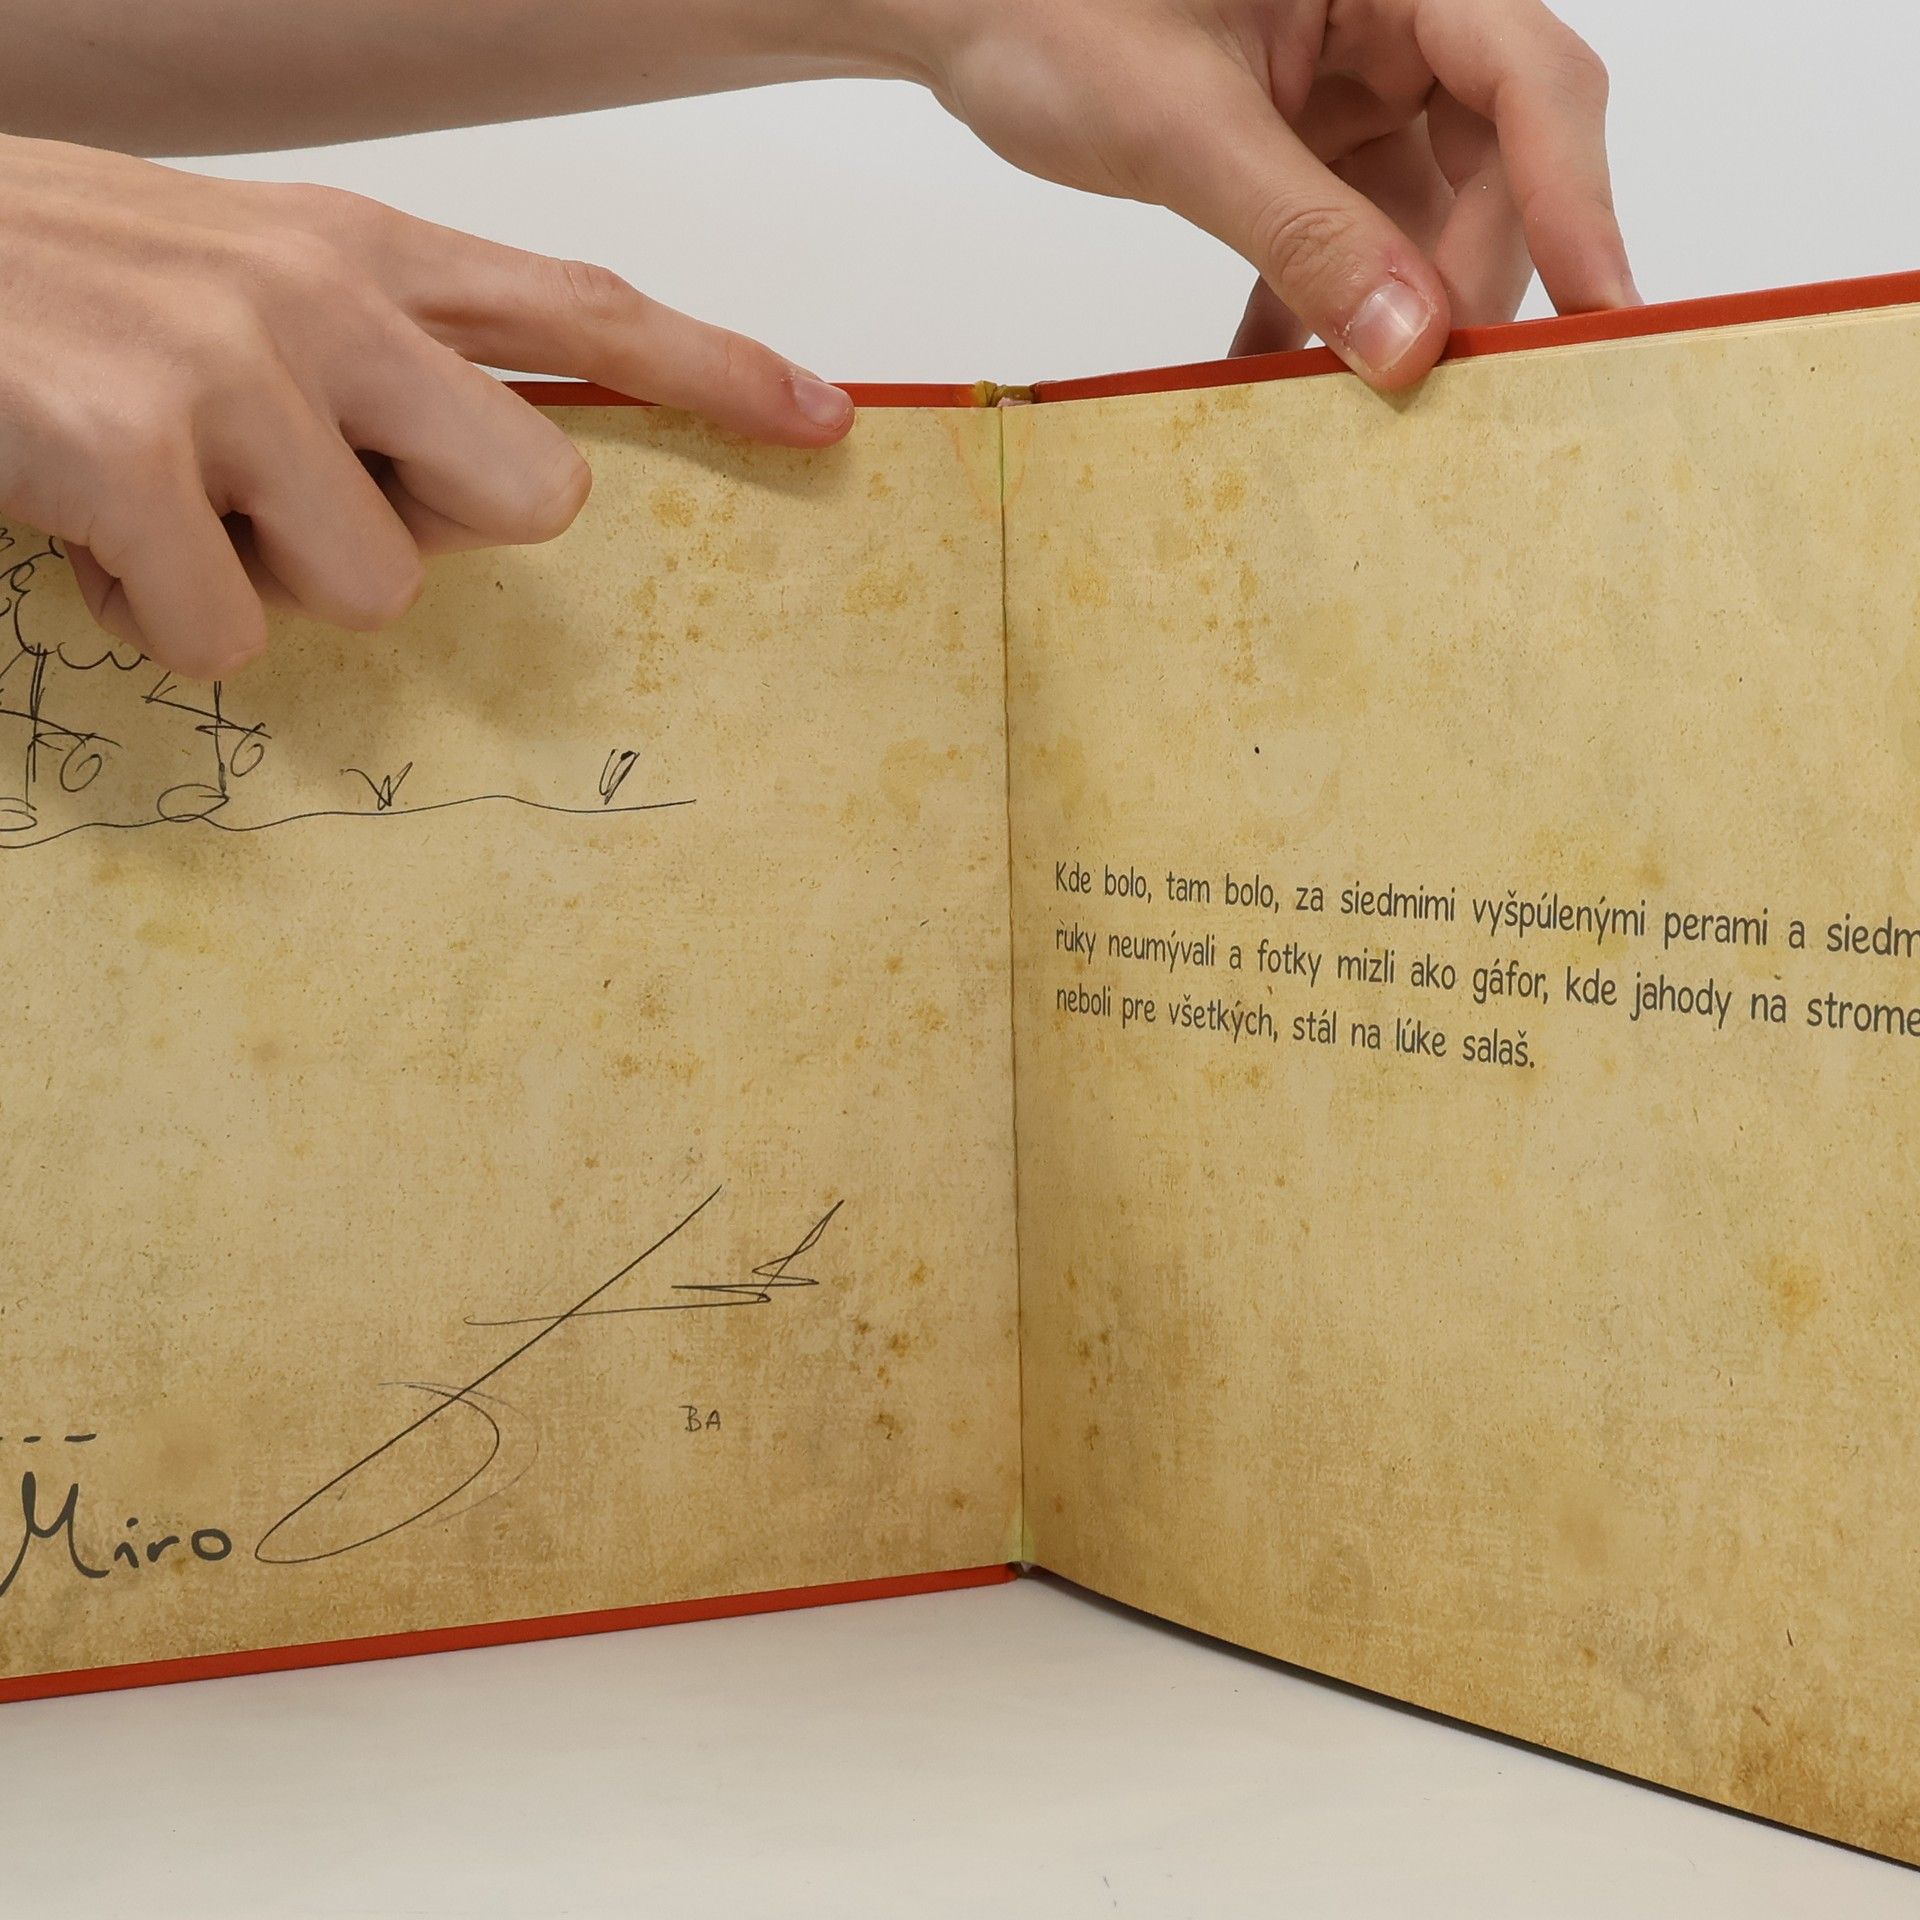 BA
Miro
Kde bolo, tam bolo, za siedmimi vyšpúlenými perami a siedm
ruky neumývali a fotky mizli ako gáfor, kde jahody na strome
neboli pre všetkých, stál na lúke salaš.